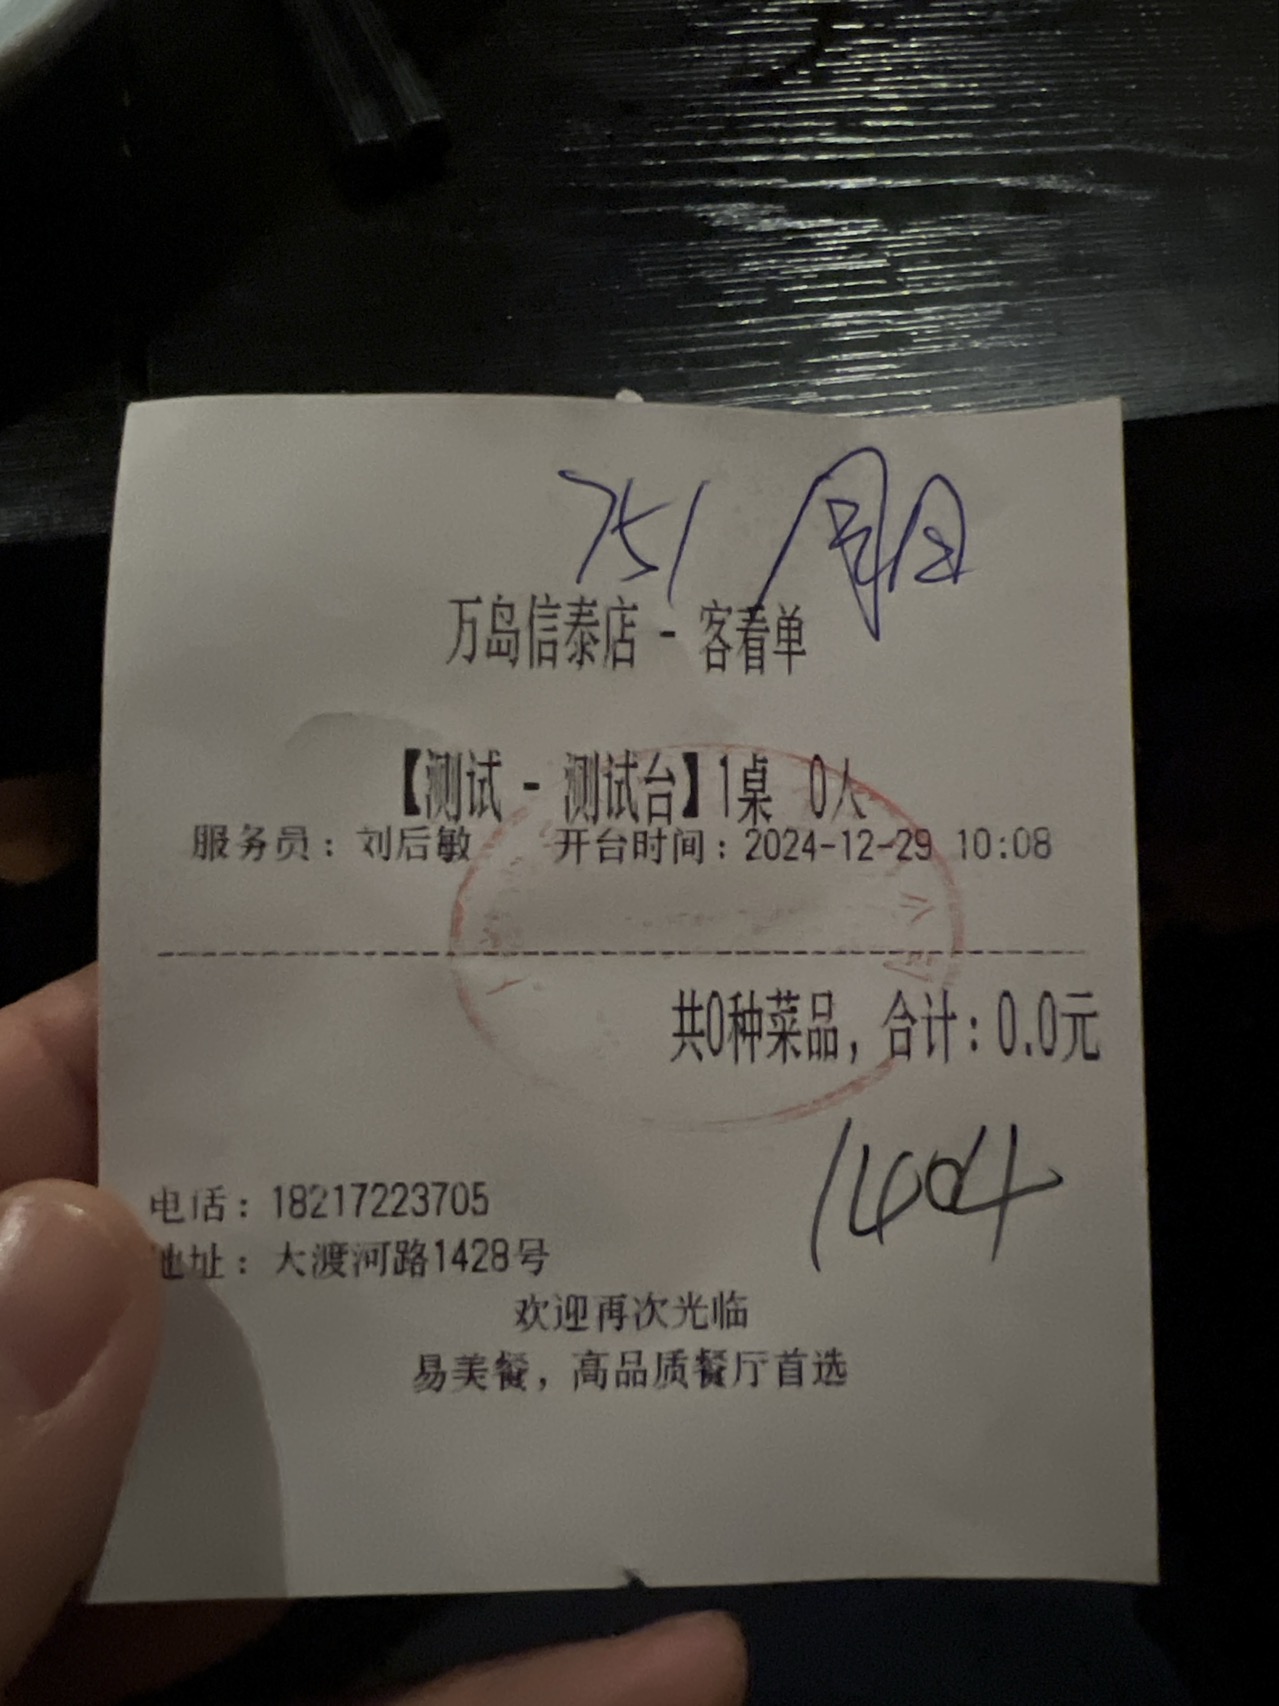 751
万岛信泰店 - 客看单
【测试 - 测试台】1桌 0人
服务员：刘后敏 开台时间：2024-12-29 10:08
共0种菜品，合计：0.0元
1404
电话：18217223705
地址：大渡河路1428号
欢迎再次光临
易美餐，高品质餐厅首选